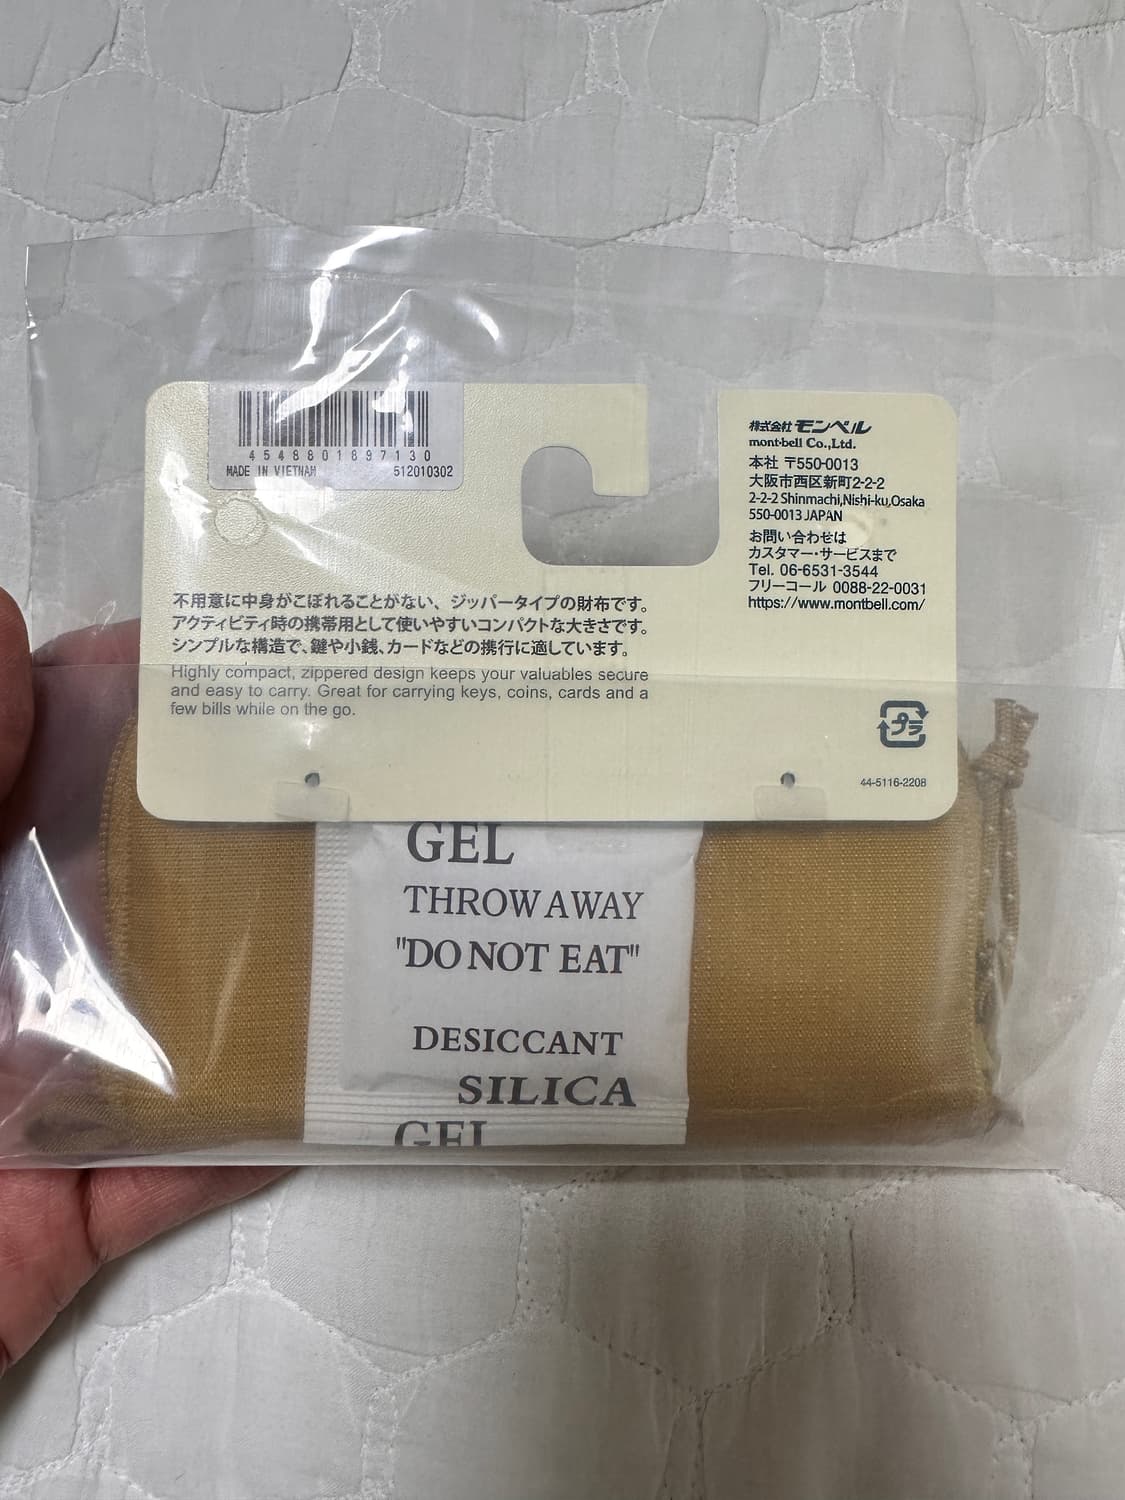 4548801897130
MADE IN VIETNAM 512010302
株式会社モンベル
mont-bell Co.,Ltd.
本社 〒550-0013
大阪市西区新町2-2-2
2-2-2 Shinmachi,Nishi-ku,Osaka
550-0013 JAPAN
お問い合わせは
カスタマー・サービスまで
Tel. 06-6531-3544
フリーコール 0088-22-0031
https://www.montbell.com/
不用意に中身がこぼれることがない、ジッパータイプの財布です。
アクティビティ時の携帯用として使いやすいコンパクトな大きさです。
シンプルな構造で、鍵や小銭、カードなどの携行に適しています。
Highly compact, zippered design keeps your valuables secure
and easy to carry. Great for carrying keys, coins, cards and a
few bills while on the go.
プラ
44-5116-2208
GEL
THROW AWAY
"DO NOT EAT"
DESICCANT
SILICA
GEL